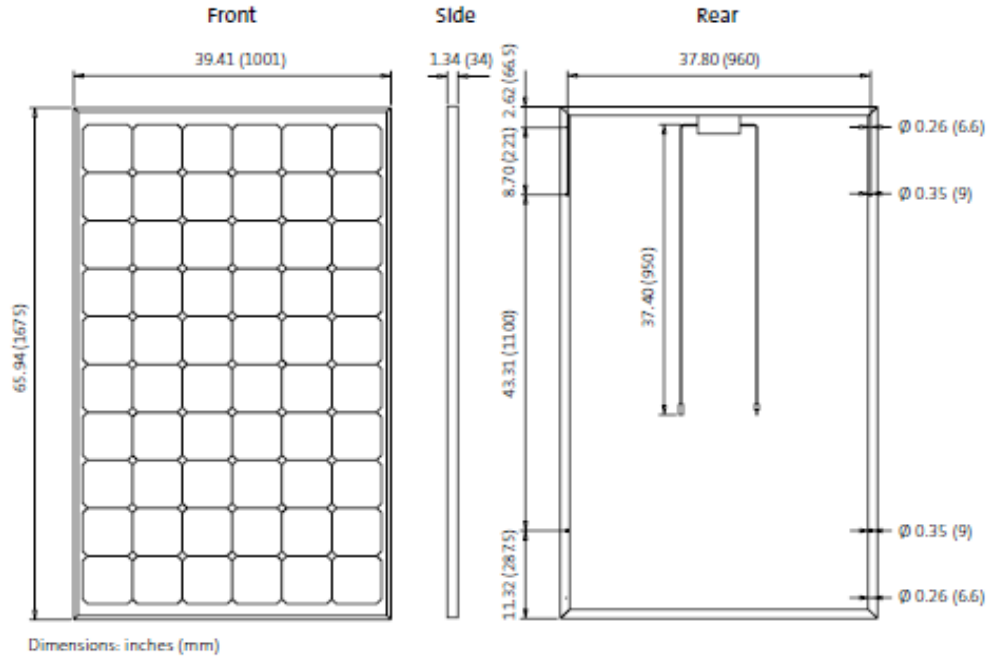 Front
Side
Rear
39.41 (1001)
1.34 (34)
37.80 (960)
2.62 (66.5)
Ø 0.26 (6.6)
8.70 (221)
Ø 0.35 (9)
37.40 (950)
65.94 (1675)
43.31 (1100)
Ø 0.35 (9)
11.32 (287.5)
Ø 0.26 (6.6)
Dimensions: inches (mm)